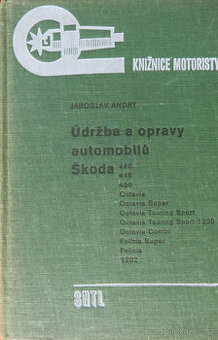 KNIŽNICE MOTORISTY
JAROSLAV ANDRT
Údržba a opravy
automobilů
Škoda 440
445
450
Octavia
Octavia Super
Octavia Touring Sport
Octavia Touring Sport 1200
Octavia Combi
Felicia Super
Felicia
1202
SNTL